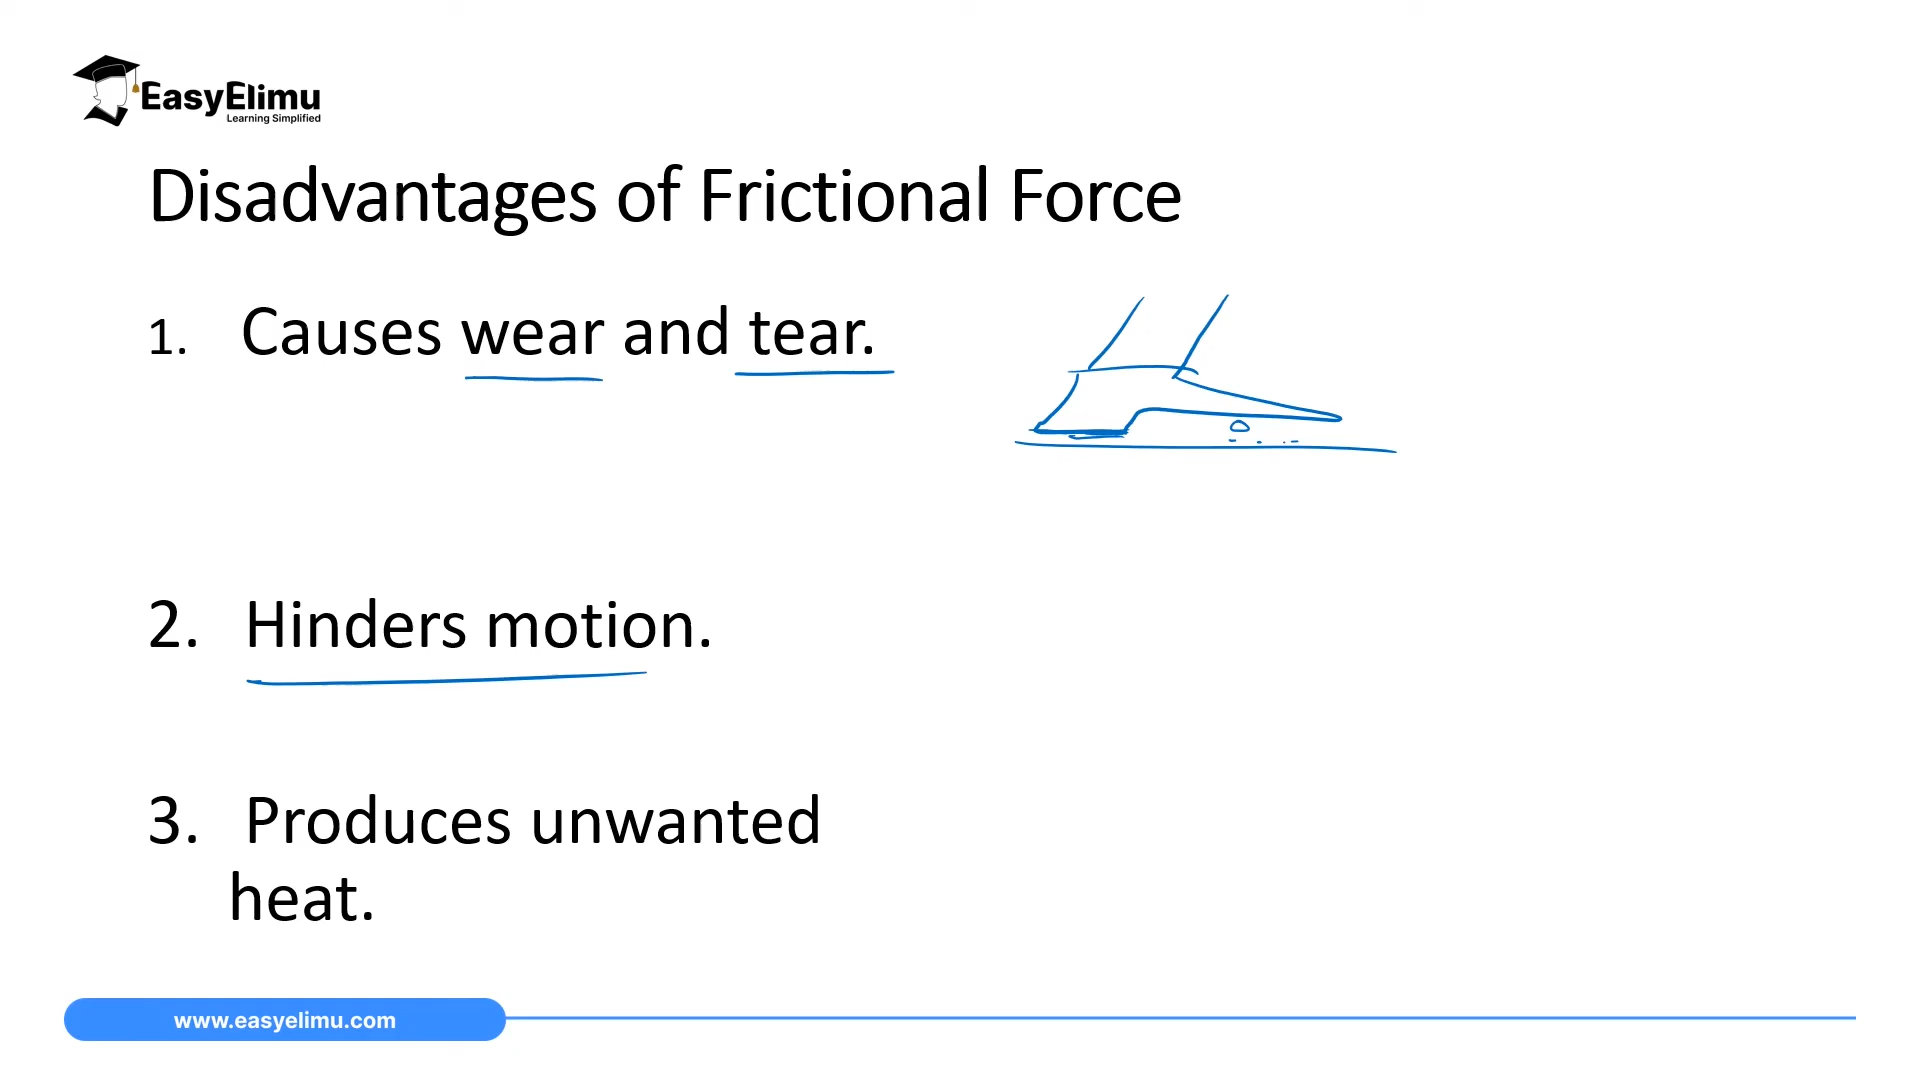 EasyElimu
Learning Simplified
Disadvantages of Frictional Force
1. Causes wear and tear.
2. Hinders motion.
3. Produces unwanted
heat.
www.easyelimu.com